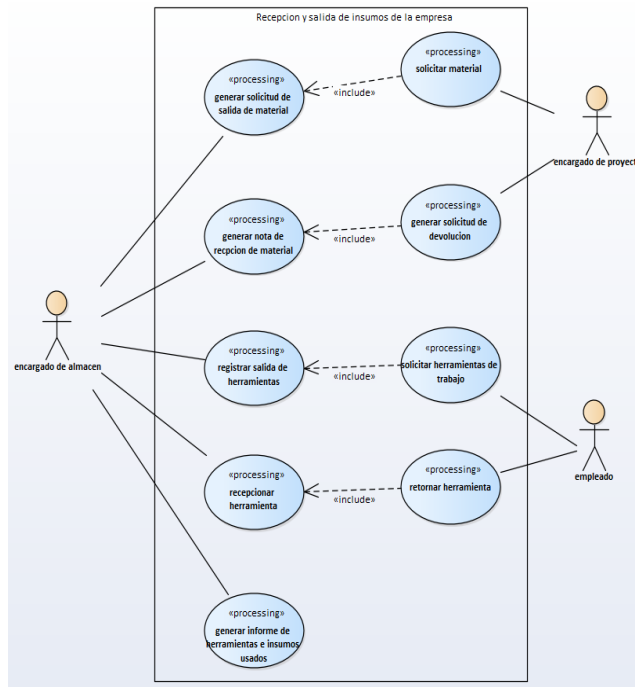 Recepcion y salida de insumos de la empresa
«processing»
generar solicitud de
salida de material
«include»
«processing»
solicitar material
encargado de proyect
«processing»
generar nota de
recpcion de material
«include»
«processing»
generar solicitud de
devolucion
encargado de almacen
«processing»
registrar salida de
herramientas
«include»
«processing»
solicitar herramientas de
trabajo
empleado
«processing»
recepcionar
herramienta
«include»
«processing»
retornar herramienta
«processing»
generar informe de
herramientas e insumos
usados